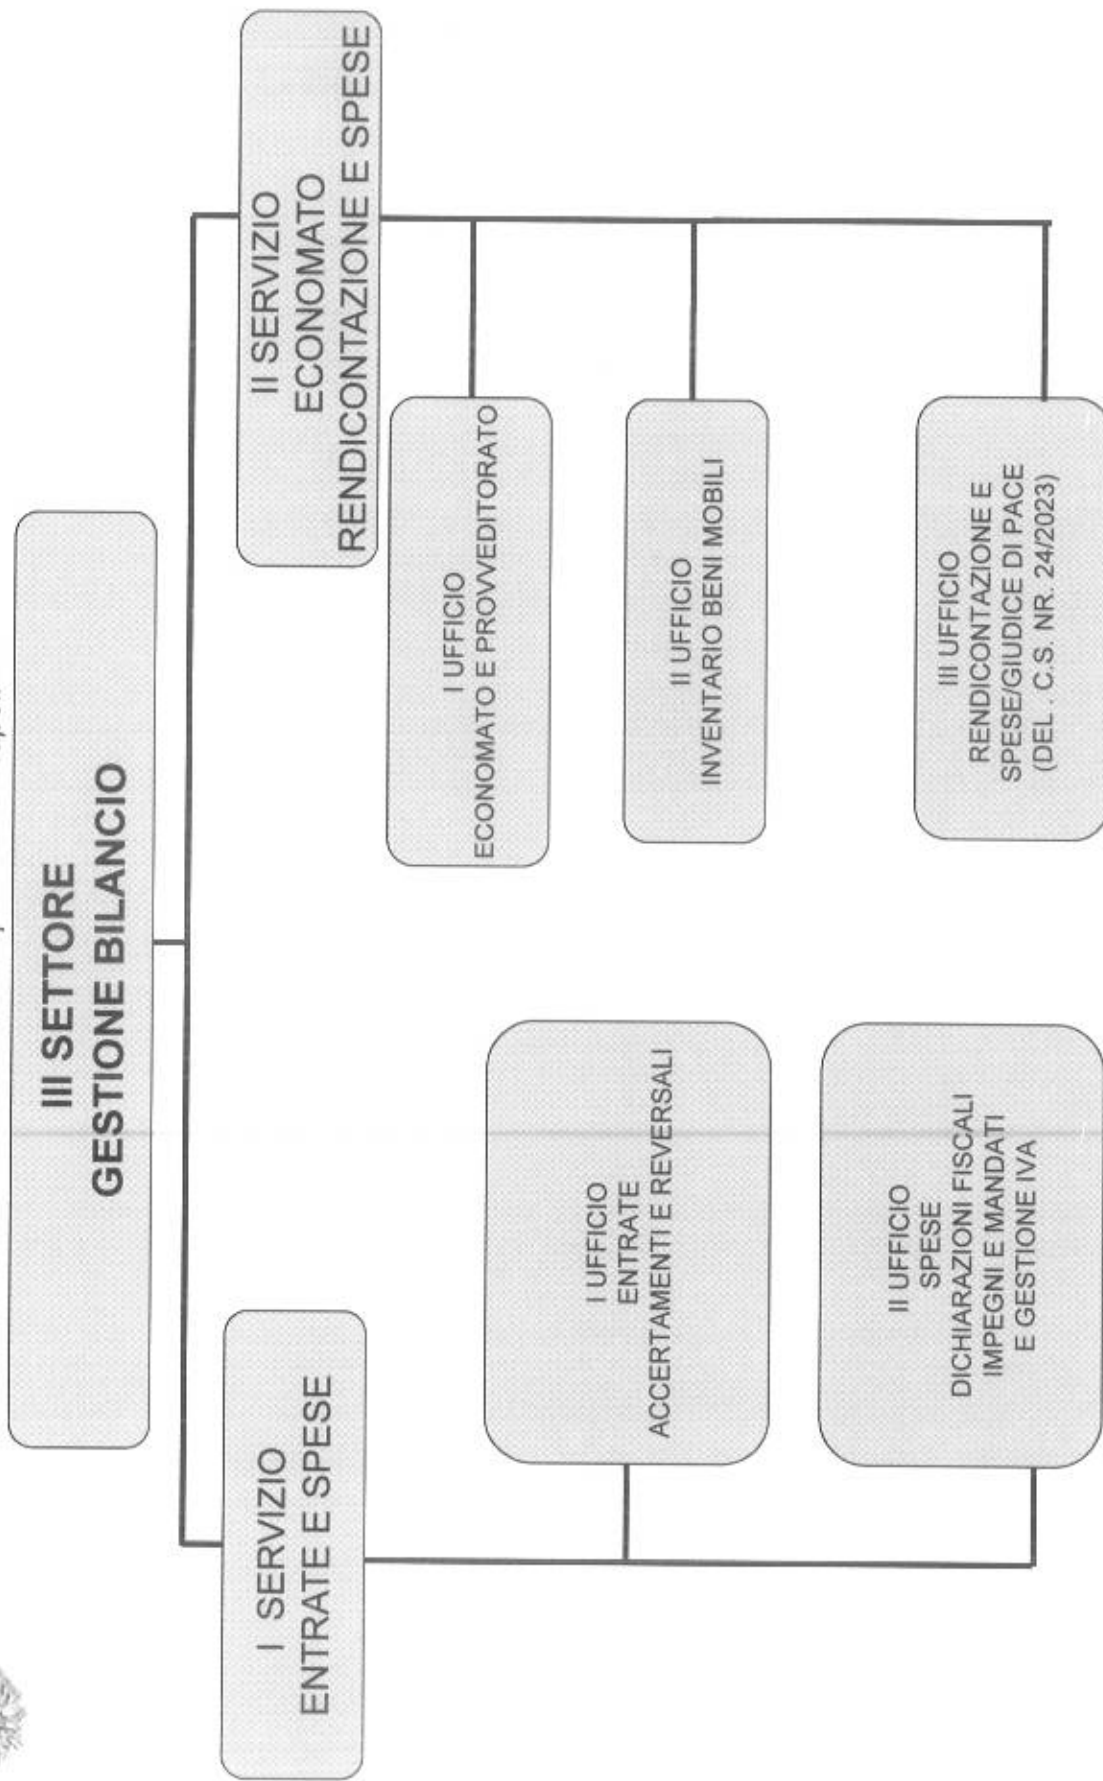 III SETTORE
GESTIONE BILANCIO
I SERVIZIO
ENTRATE E SPESE
I UFFICIO
ENTRATE
ACCERTAMENTI E REVERSALI
II UFFICIO
SPESE
DICHIARAZIONI FISCALI
IMPEGNI E MANDATI
E GESTIONE IVA
II SERVIZIO
ECONOMATO
RENDICONTAZIONE E SPESE
I UFFICIO
ECONOMATO E PROVVEDITORATO
II UFFICIO
INVENTARIO BENI MOBILI
III UFFICIO
RENDICONTAZIONE E
SPESE/GIUDICE DI PACE
(DEL . C.S. NR. 24/2023)